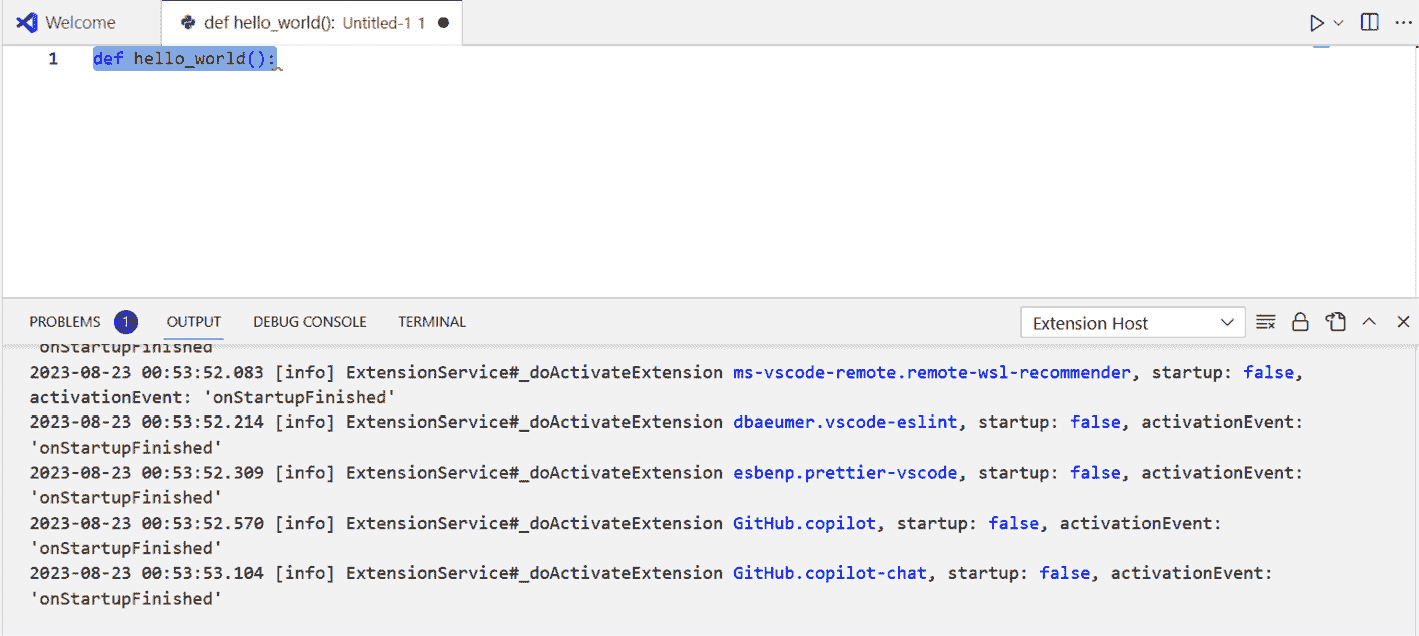 Welcome
def hello_world(): Untitled-1 1
1 def hello_world():
PROBLEMS 1 OUTPUT DEBUG CONSOLE TERMINAL Extension Host
'onStartupFinished'
2023-08-23 00:53:52.083 [info] ExtensionService#_doActivateExtension ms-vscode-remote.remote-wsl-recommender, startup: false,
activationEvent: 'onStartupFinished'
2023-08-23 00:53:52.214 [info] ExtensionService#_doActivateExtension dbaeumer.vscode-eslint, startup: false, activationEvent:
'onStartupFinished'
2023-08-23 00:53:52.309 [info] ExtensionService#_doActivateExtension esbenp.prettier-vscode, startup: false, activationEvent:
'onStartupFinished'
2023-08-23 00:53:52.570 [info] ExtensionService#_doActivateExtension GitHub.copilot, startup: false, activationEvent:
'onStartupFinished'
2023-08-23 00:53:53.104 [info] ExtensionService#_doActivateExtension GitHub.copilot-chat, startup: false, activationEvent:
'onStartupFinished'